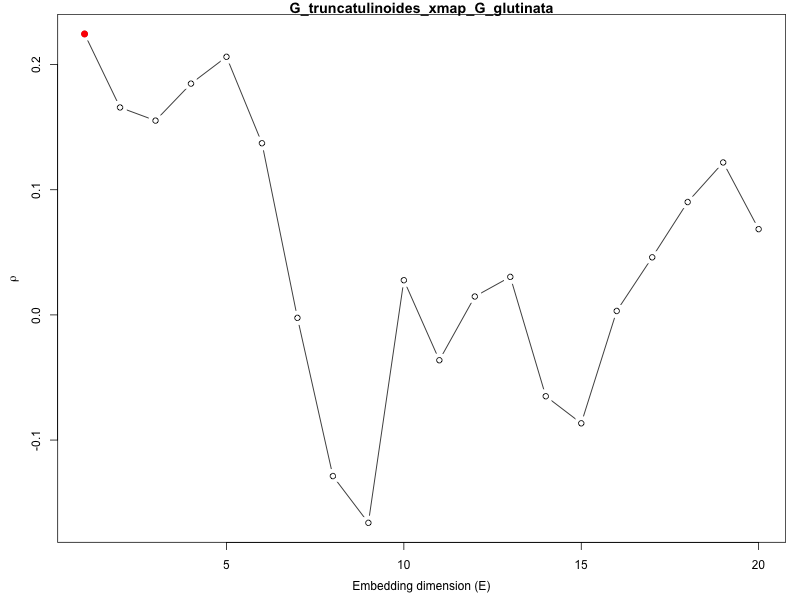 G_truncatulinoides_xmap_G_glutinata
0.2
0.1
0.0
-0.1
ρ
5 10 15 20
Embedding dimension (E)